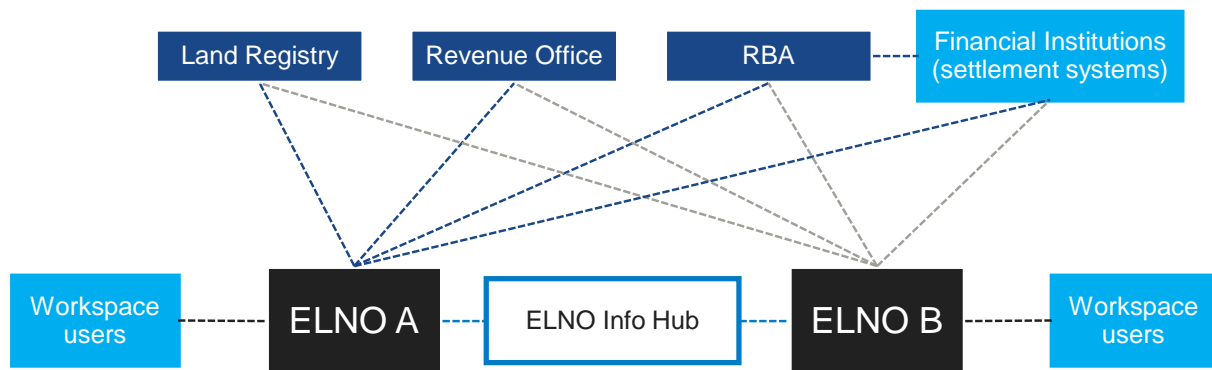 Land Registry
Revenue Office
RBA
Financial Institutions
(settlement systems)
Workspace
users
ELNO A
ELNO Info Hub
ELNO B
Workspace
users